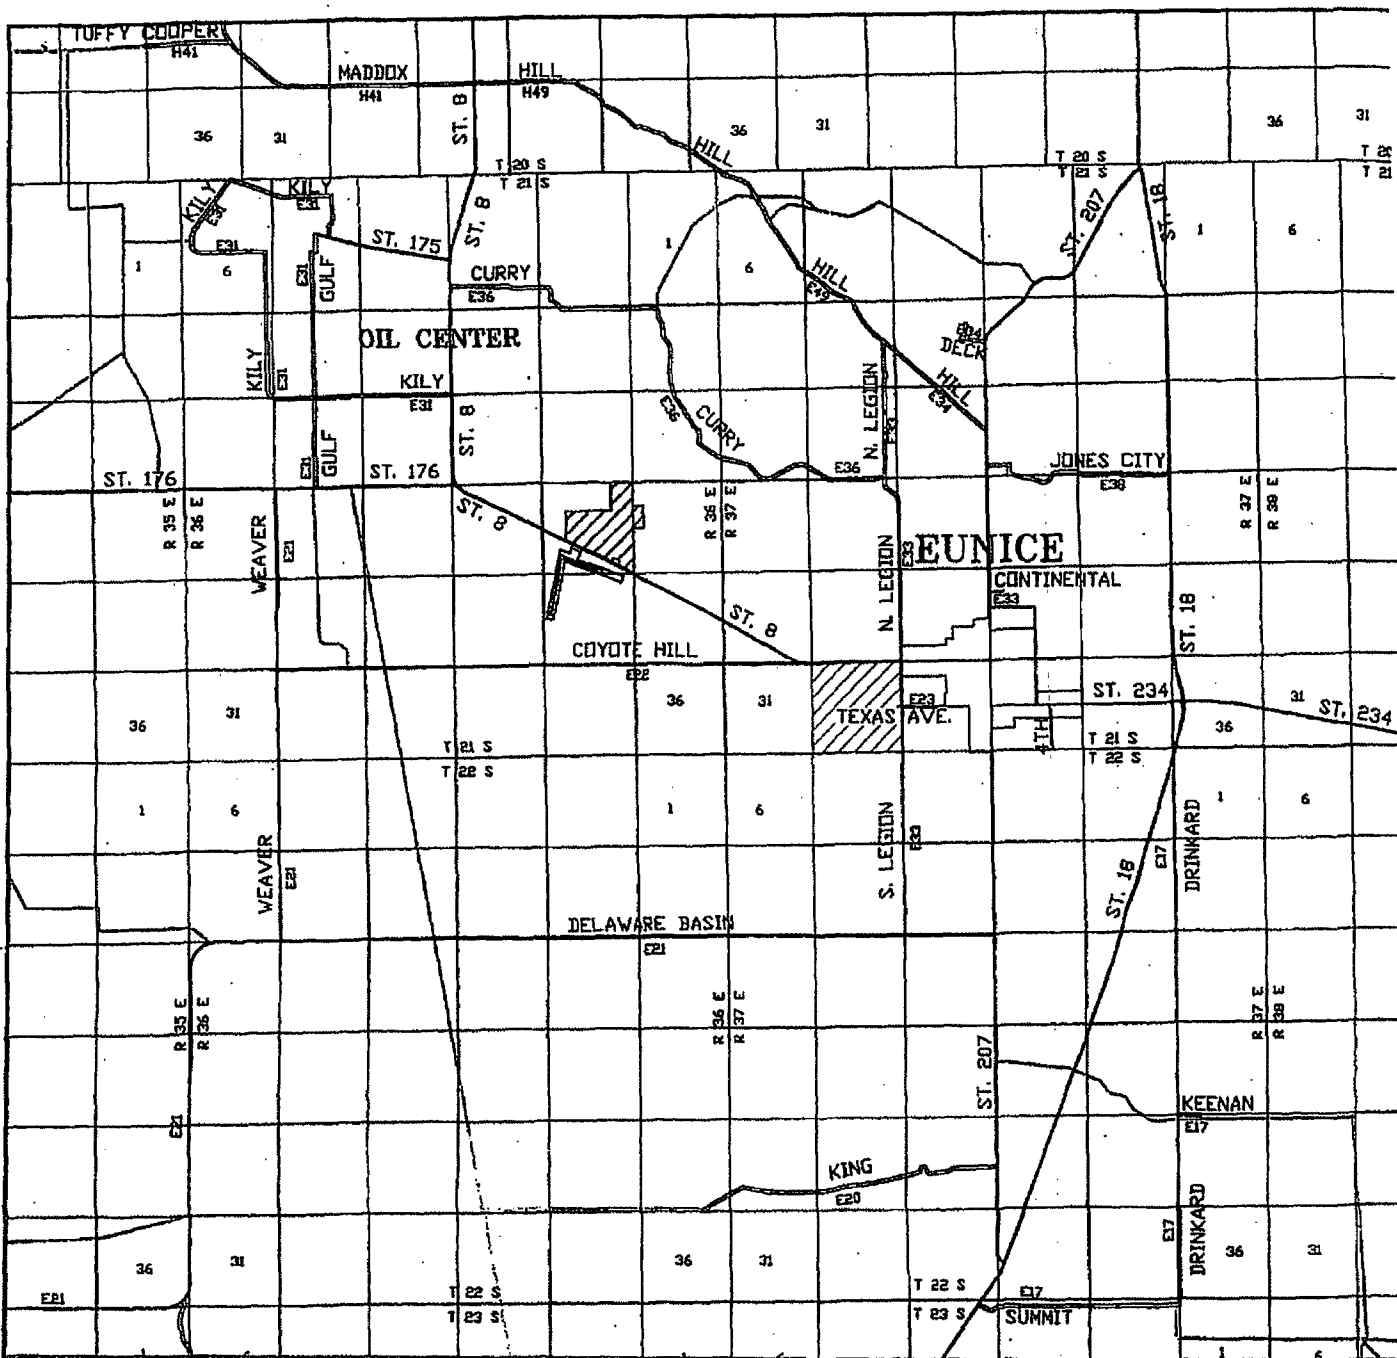 TUFFY COOPER
H41
MADDOX
H41
HILL
H49
ST. 8
36
31
36
31
36
31
HILL
T 20 S
T 21 S
T 20 S
T 21 S
T 21
KILY
E31
KILY
E31
E31
ST. 175
ST. 8
ST. 207
ST. 18
1
6
1
6
1
6
E31
GULF
CURRY
E36
HILL
E49
OIL CENTER
DECK
KILY
E31
KILY
E31
HILL
E34
N. LEGION
E33
E36
CURRY
E36
ST. 8
E31
GULF
ST. 176
ST. 176
JONES CITY
E38
R 35 E
R 36 E
ST. 8
R 36 E
R 37 E
R 37 E
R 38 E
WEAVER
E21
EUNICE
N. LEGION
E33
CONTINENTAL
E33
ST. 8
ST. 18
COYOTE HILL
E22
36
31
36
31
E23
TEXAS AVE.
4TH
ST. 234
31
ST. 234
36
T 21 S
T 22 S
T 21 S
T 22 S
1
6
1
6
1
6
WEAVER
E21
S. LEGION
E33
ST. 18
E17
DRINKARD
DELAWARE BASIN
E21
R 35 E
R 36 E
R 36 E
R 37 E
R 37 E
R 38 E
ST. 207
E21
KEENAN
E17
KING
E20
E17
DRINKARD
36
31
36
31
36
31
E21
T 22 S
T 23 S
T 22 S
T 23 S
E17
SUMMIT
1
6